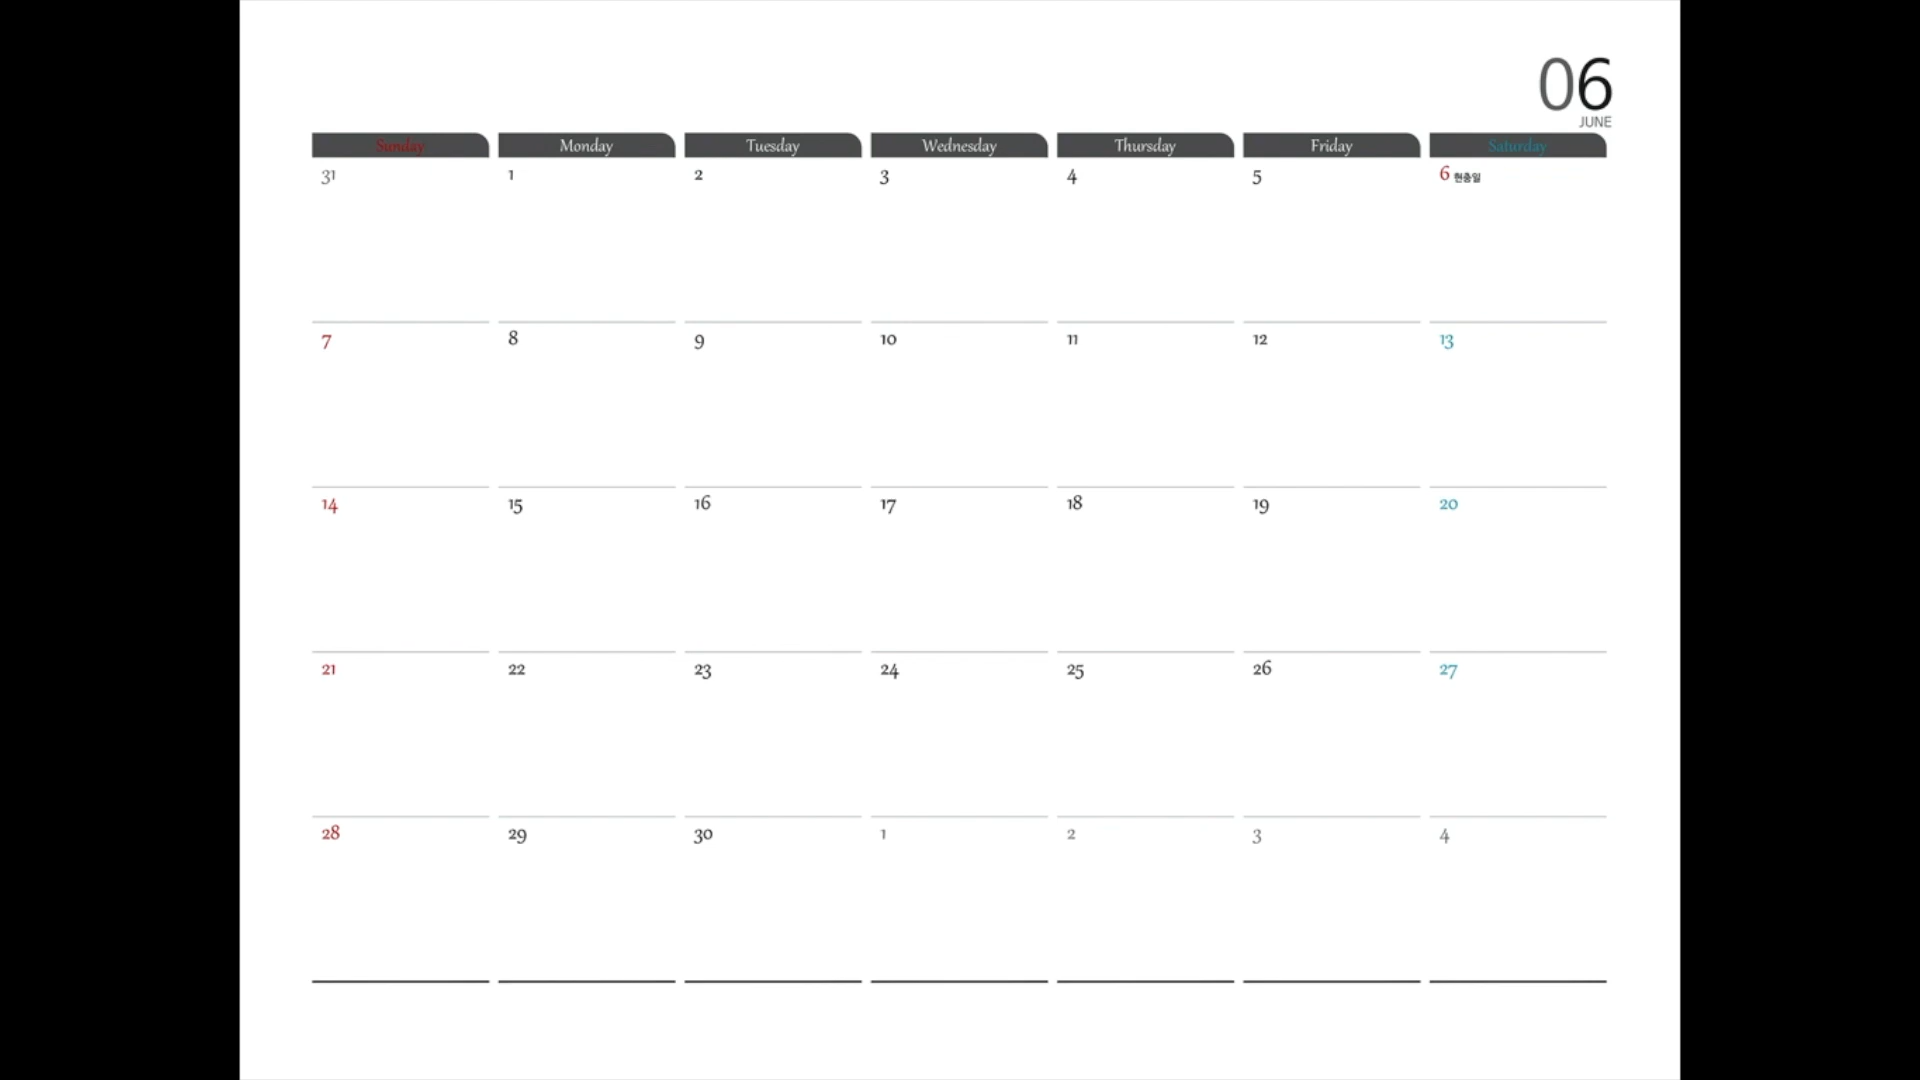 06
JUNE
Sunday Monday Tuesday Wednesday Thursday Friday Saturday
31 1 2 3 4 5 6 현충일
7 8 9 10 11 12 13
14 15 16 17 18 19 20
21 22 23 24 25 26 27
28 29 30 1 2 3 4